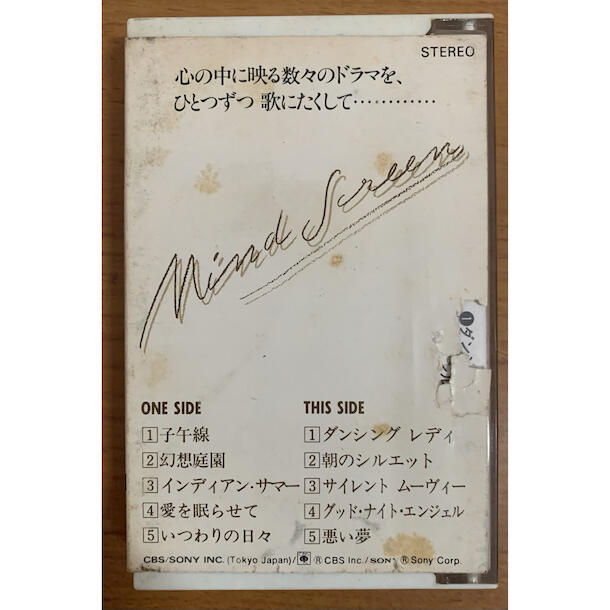 STEREO
心の中に映る数々のドラマを、
ひとつずつ 歌にたくして…………
Mind Screen
❶ダン
ONE SIDE
1 子午線
2 幻想庭園
3 インディアン・サマー
4 愛を眠らせて
5 いつわりの日々
THIS SIDE
1 ダンシング レディ
2 朝のシルエット
3 サイレント ムーヴィー
4 グッド・ナイト・エンジェル
5 悪い夢
CBS/SONY INC. (Tokyo Japan)/ ® CBS Inc./SONY ® Sony Corp.